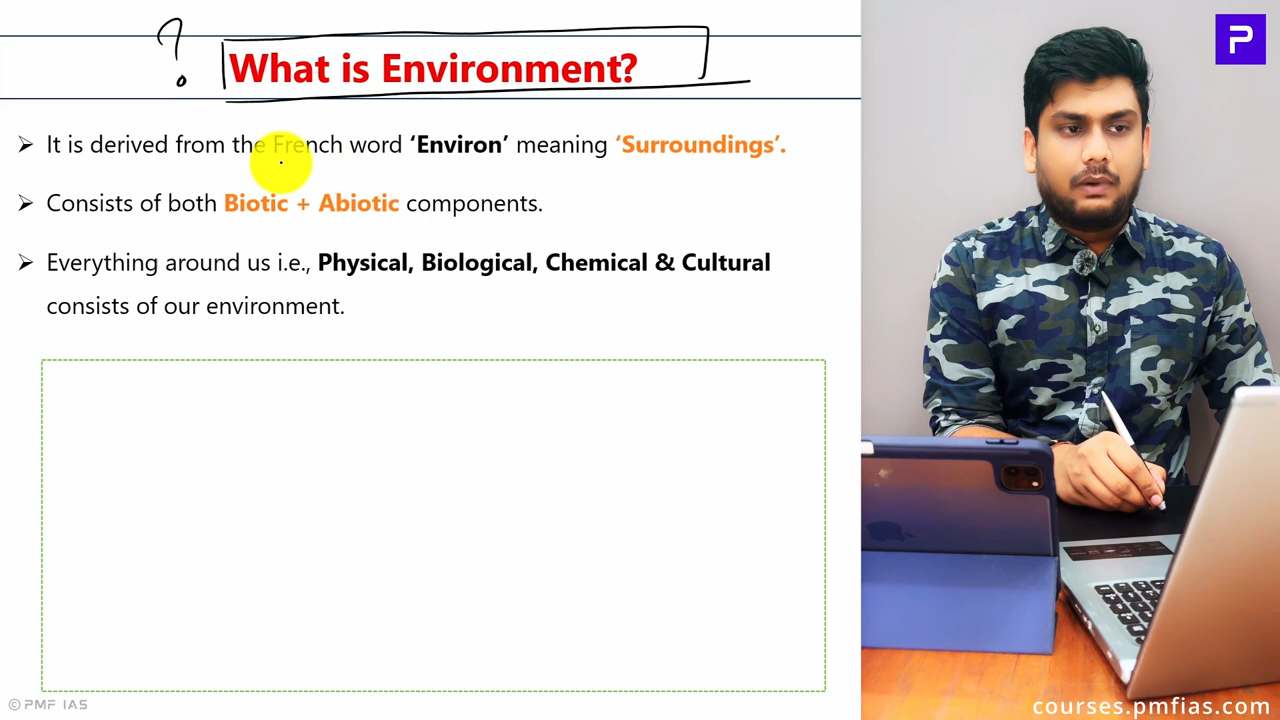 ?
What is Environment?
P
➢ It is derived from the French word ‘Environ’ meaning ‘Surroundings’.
➢ Consists of both Biotic + Abiotic components.
➢ Everything around us i.e., Physical, Biological, Chemical & Cultural
consists of our environment.
© PMF IAS
courses.pmfias.com